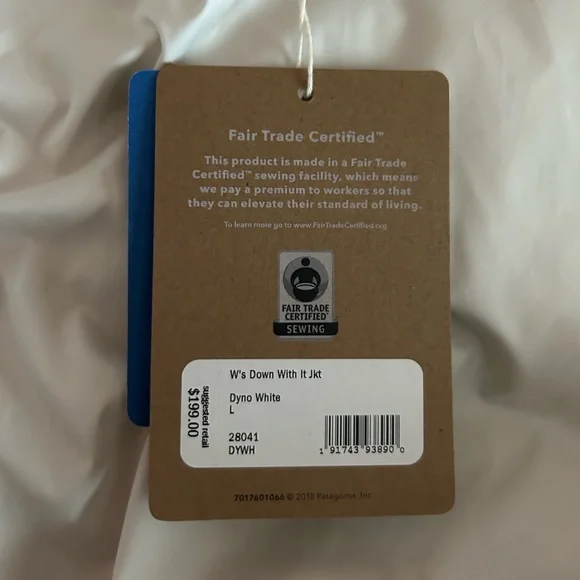 Fair Trade Certified™
This product is made in a Fair Trade
Certified™ sewing facility, which means
we pay a premium to workers so that
they can elevate their standard of living.
To learn more go to www.FairTradeCertified.org
FAIR TRADE
CERTIFIED™
SEWING
W's Down With It Jkt
Dyno White
L
28041
DYWH
1 91743 93890 0
suggested retail
$199.00
7017601066 © 2018 Patagonia, Inc.